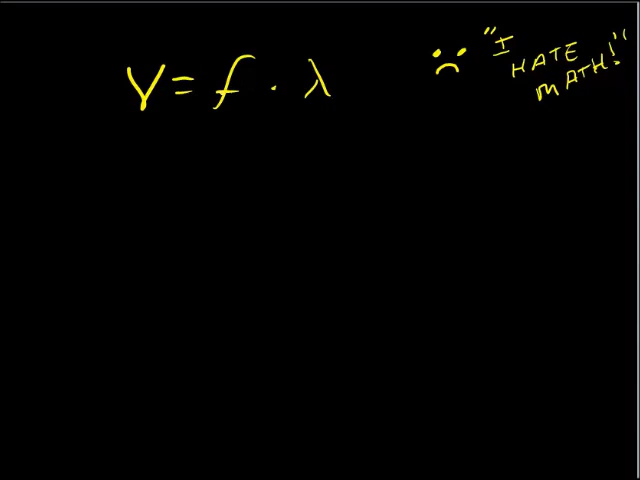 V = f · λ
"I
HATE
MATH!"